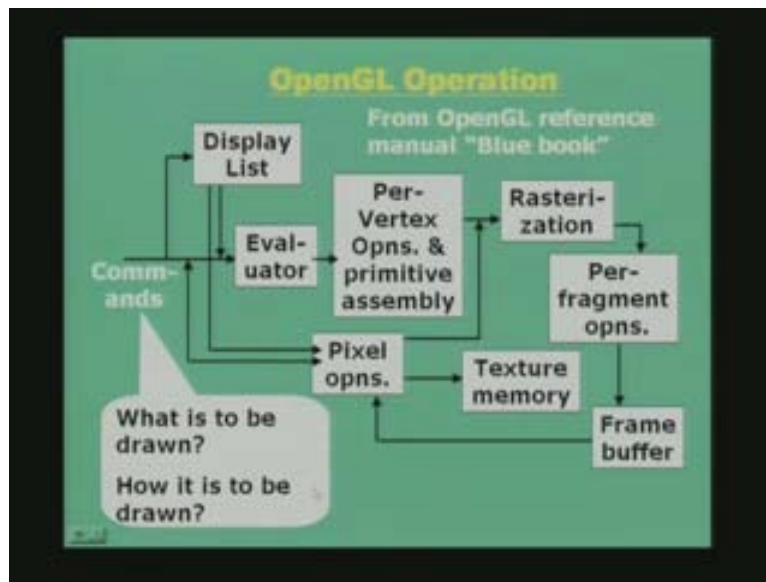 OpenGL Operation
From OpenGL reference
manual "Blue book"
Display
List
Eval-
uator
Per-
Vertex
Opns. &
primitive
assembly
Rasteri-
zation
Comm-
ands
Per-
fragment
opns.
Pixel
opns.
Texture
memory
Frame
buffer
What is to be
drawn?
How it is to be
drawn?